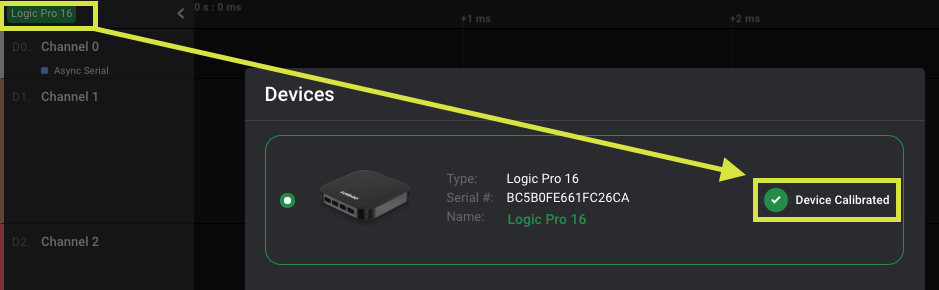 Logic Pro 16
0 s : 0 ms
+1 ms
+2 ms
D0. Channel 0
Async Serial
D1. Channel 1
D2. Channel 2
Devices
Type: Logic Pro 16
Serial #: BC5B0FE661FC26CA
Name: Logic Pro 16
Device Calibrated